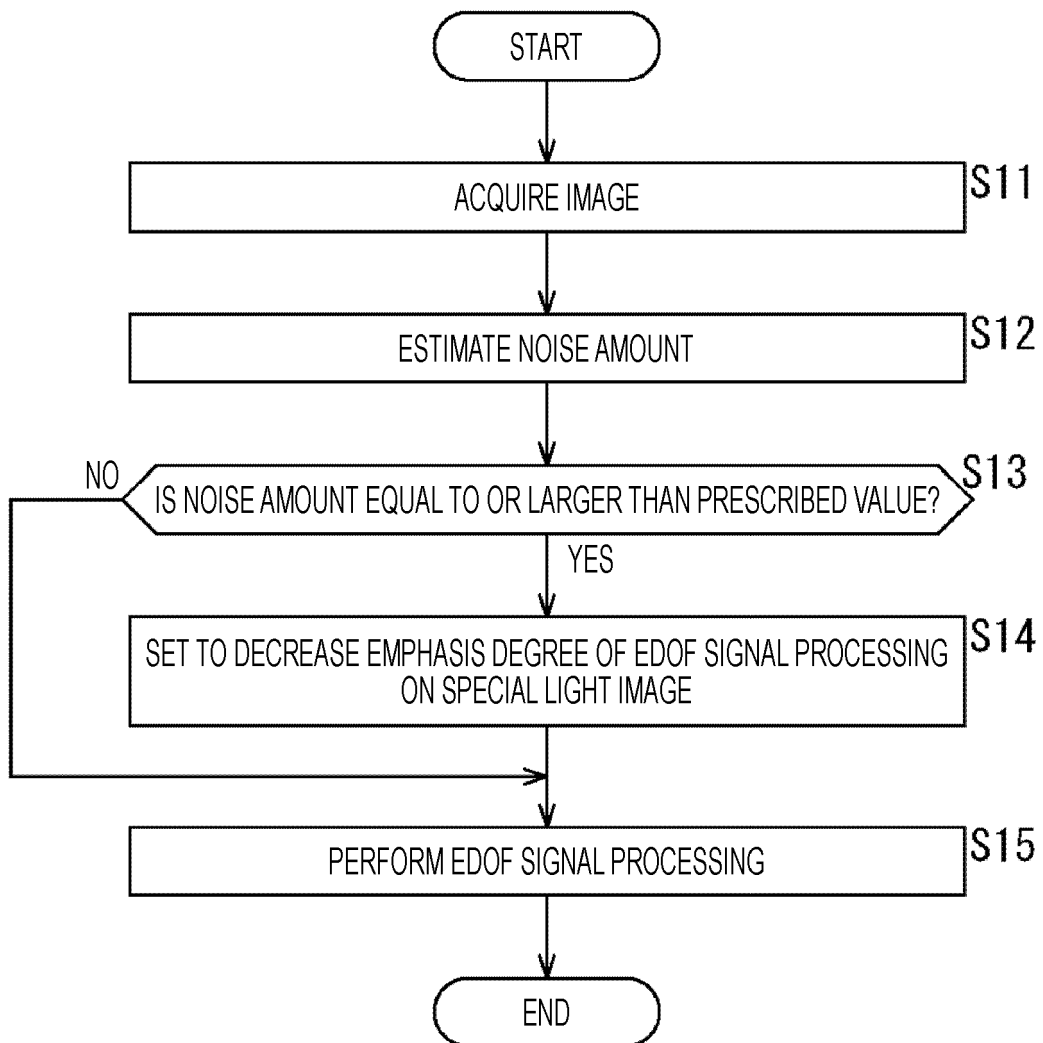 START
ACQUIRE IMAGE
S11
ESTIMATE NOISE AMOUNT
S12
IS NOISE AMOUNT EQUAL TO OR LARGER THAN PRESCRIBED VALUE?
S13
NO
YES
SET TO DECREASE EMPHASIS DEGREE OF EDOF SIGNAL PROCESSING
ON SPECIAL LIGHT IMAGE
S14
PERFORM EDOF SIGNAL PROCESSING
S15
END